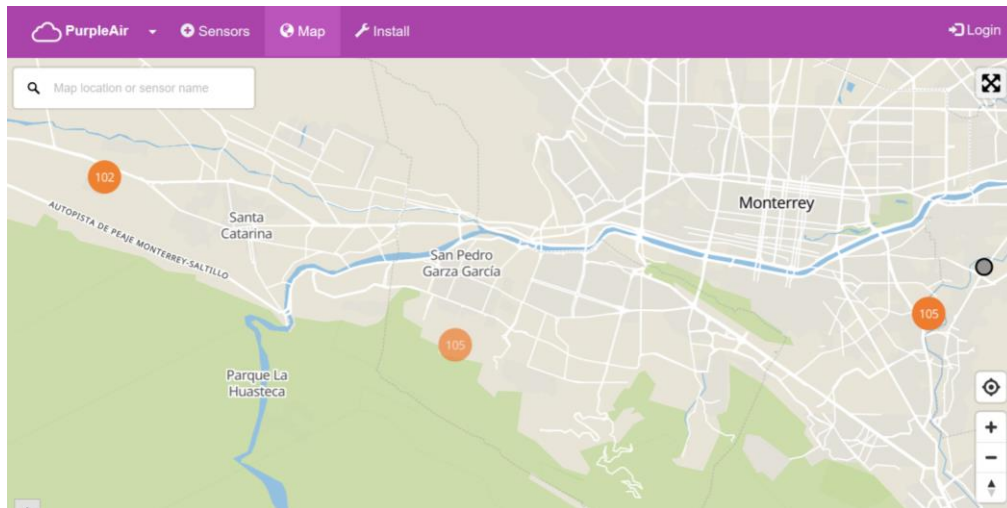 PurpleAir
Sensors
Map
Install
Login
Map location or sensor name
102
AUTOPISTA DE PEAJE MONTERREY-SALTILLO
Santa
Catarina
Monterrey
San Pedro
Garza García
105
105
Parque La
Huasteca